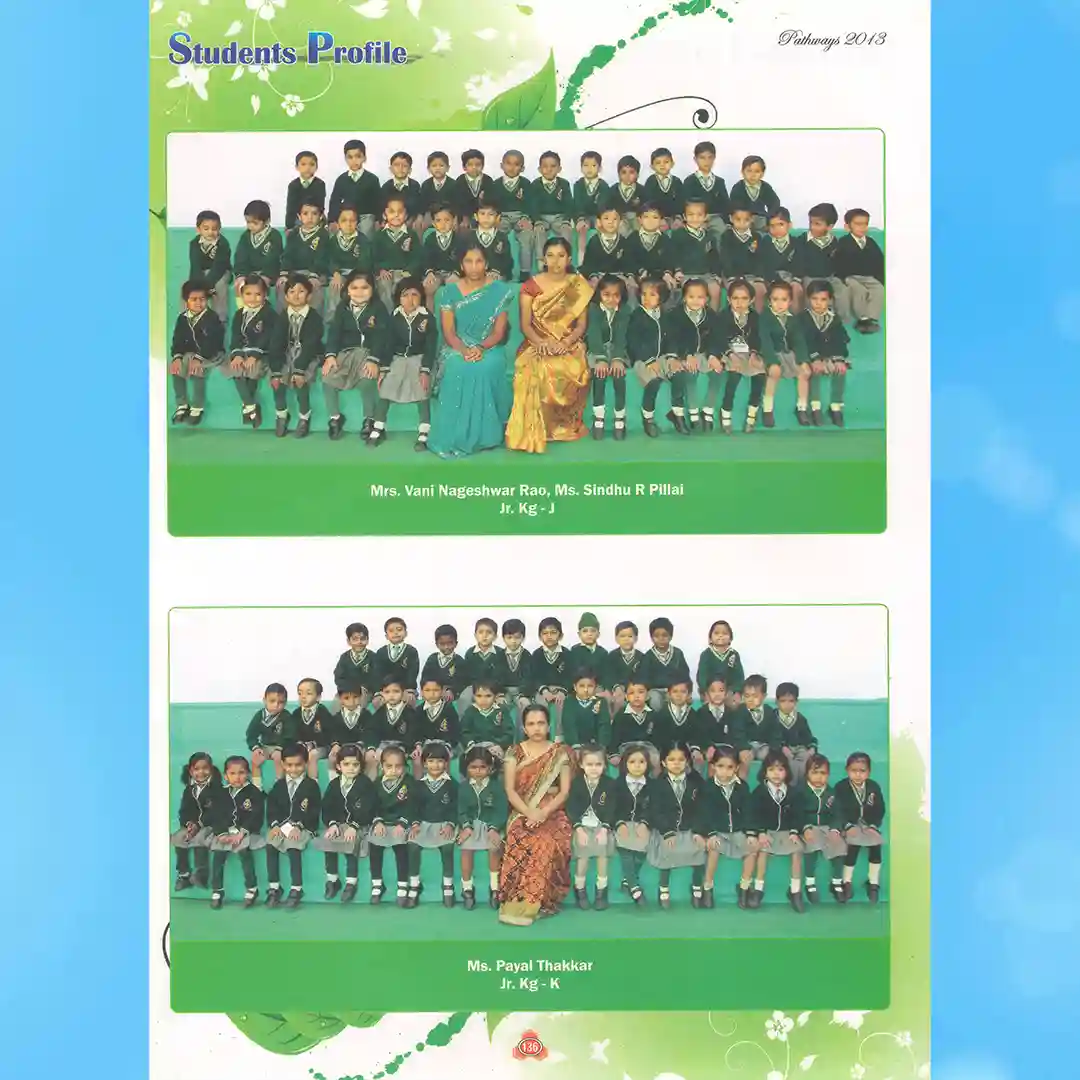 Students Profile
Pathways 2013
Mrs. Vani Nageshwar Rao, Ms. Sindhu R Pillai
Jr. Kg - J
Ms. Payal Thakkar
Jr. Kg - K
136